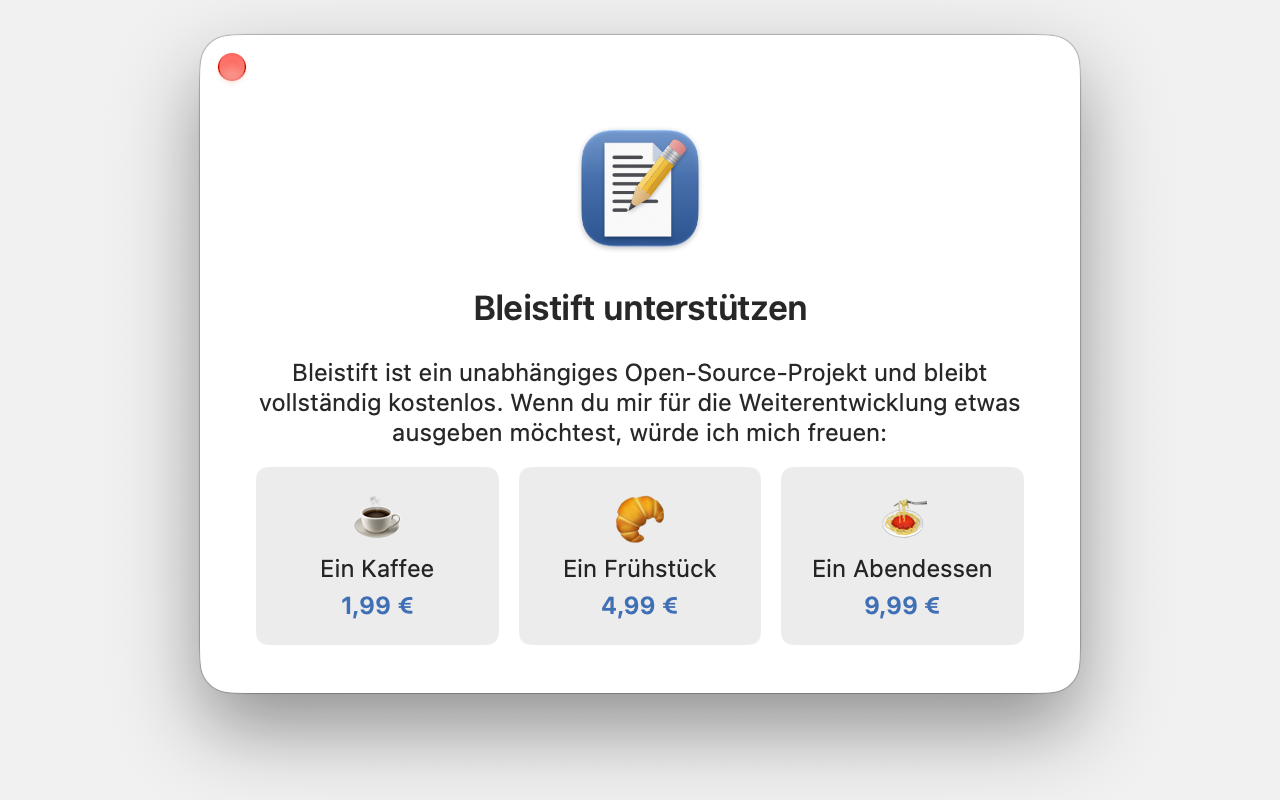 Bleistift unterstützen
Bleistift ist ein unabhängiges Open-Source-Projekt und bleibt
vollständig kostenlos. Wenn du mir für die Weiterentwicklung etwas
ausgeben möchtest, würde ich mich freuen:
Ein Kaffee
1,99 €
Ein Frühstück
4,99 €
Ein Abendessen
9,99 €